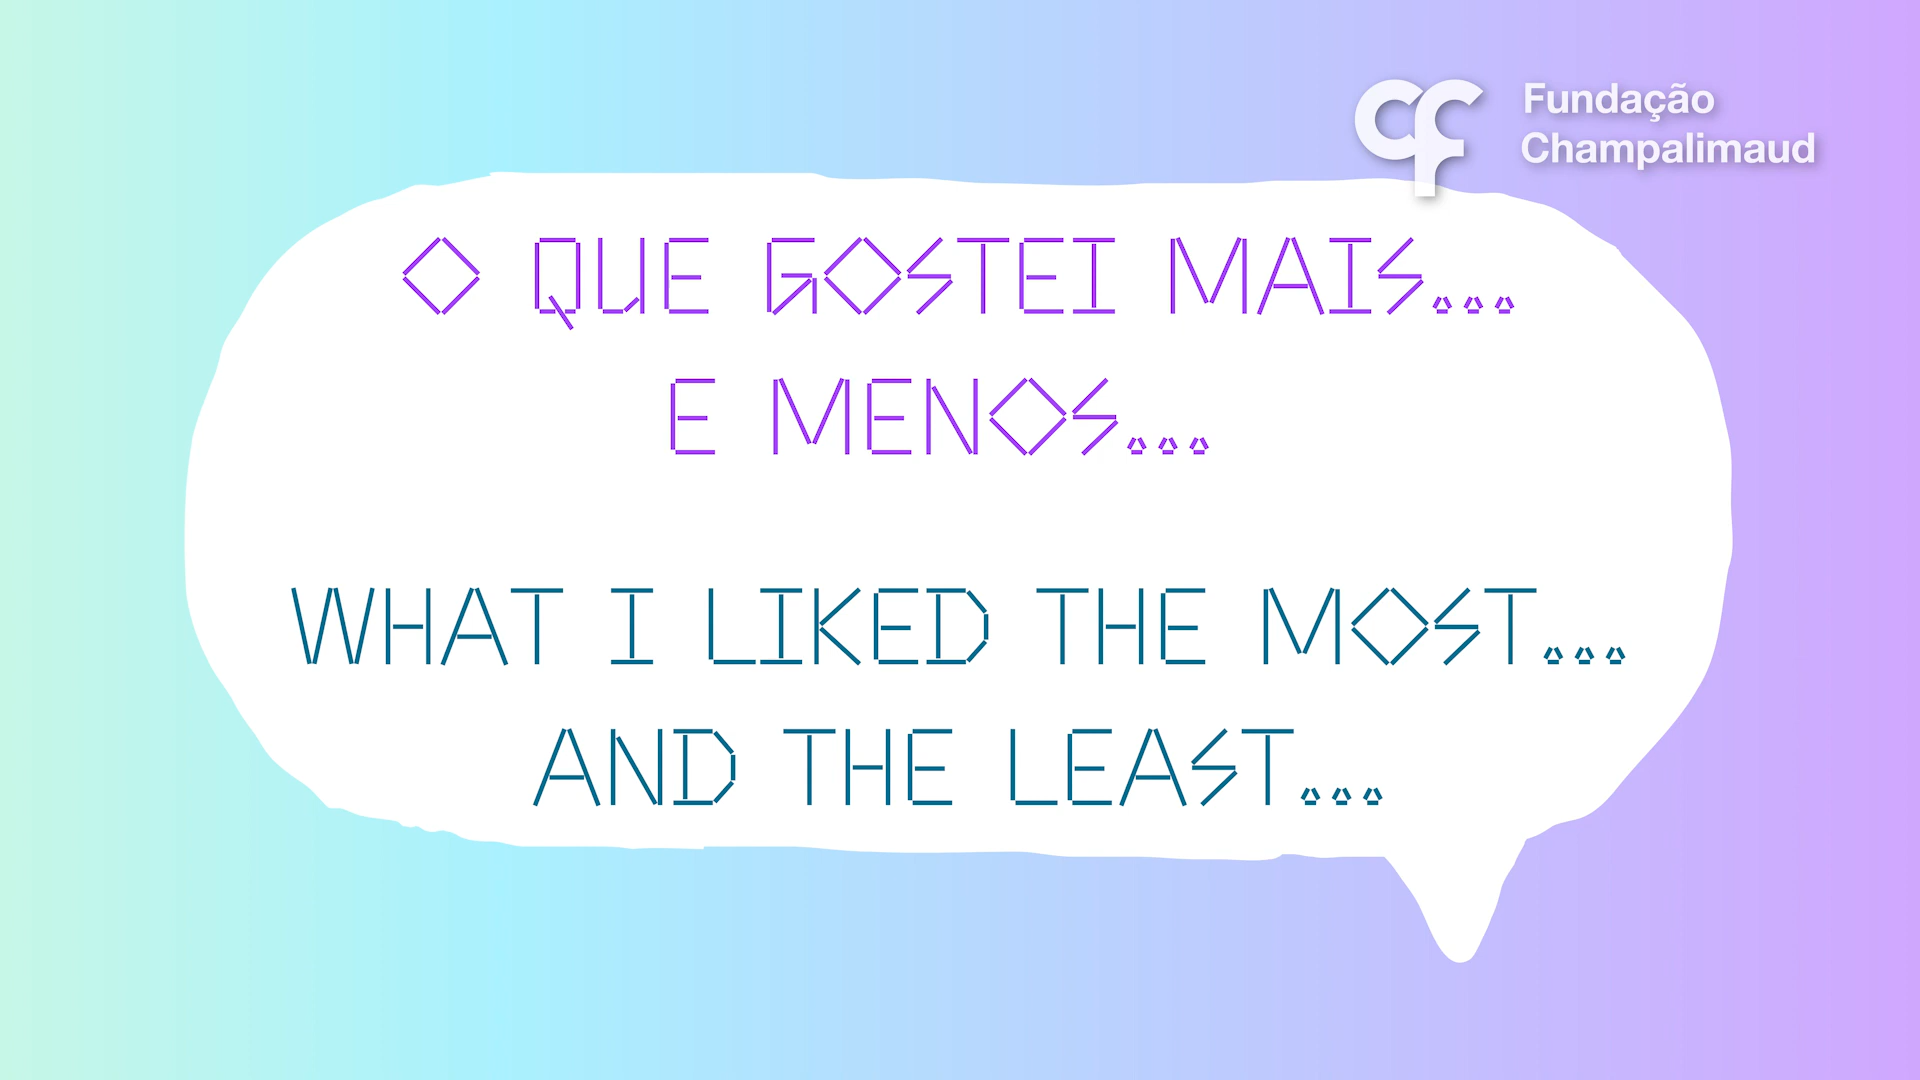 Fundação
Champalimaud
O QUE GOSTEI MAIS...
E MENOS...
WHAT I LIKED THE MOST...
AND THE LEAST...